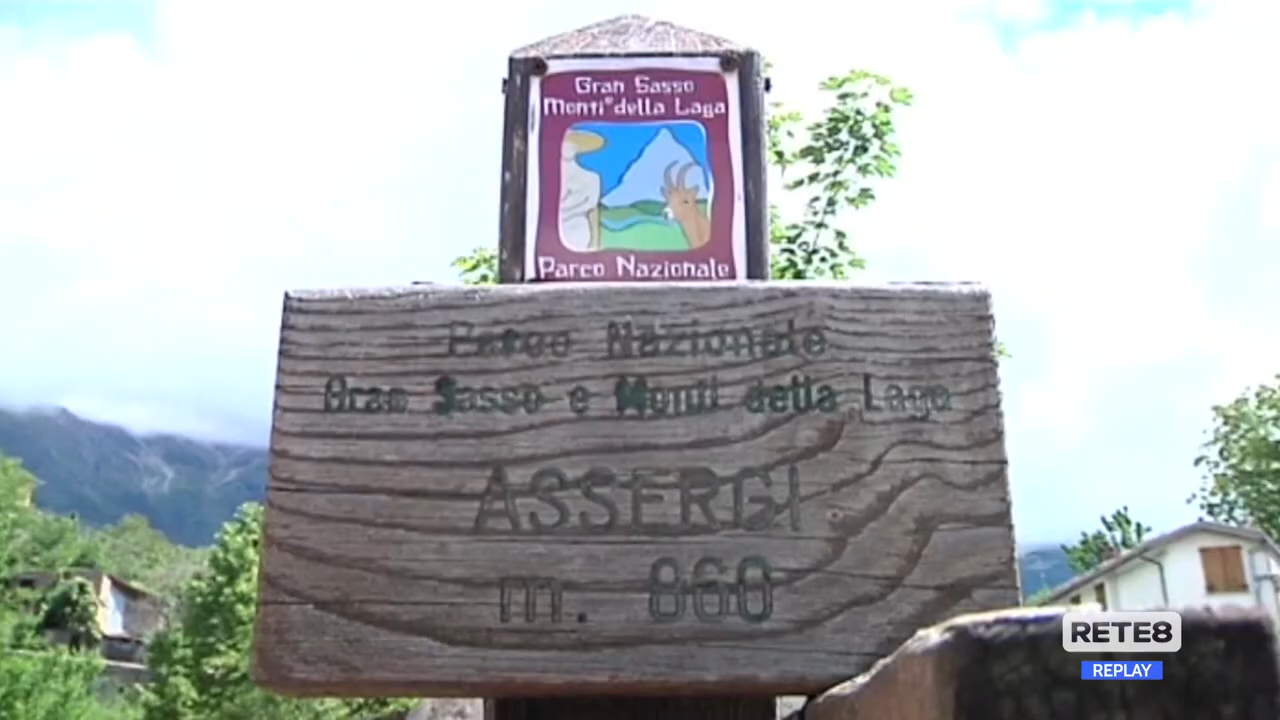 Gran Sasso
Monti della Laga
Parco Nazionale
Parco Nazionale
Gran Sasso e Monti della Laga
ASSERGI
m. 860
RETE8
REPLAY